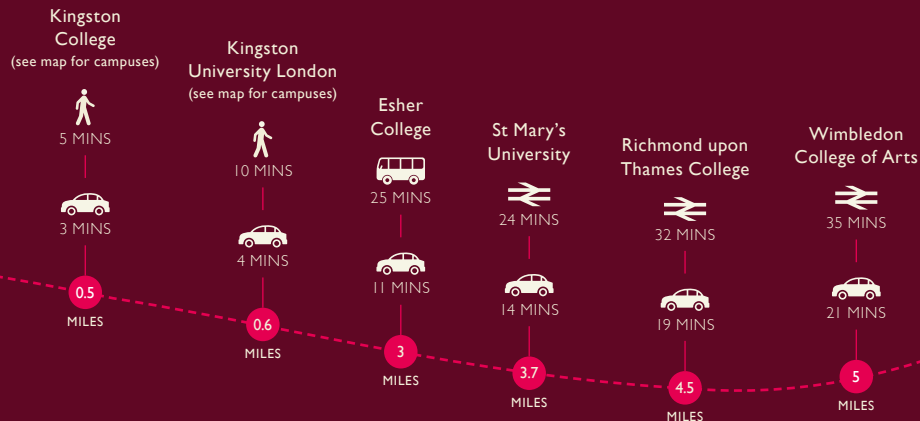 Kingston
College
(see map for campuses)
5 MINS
3 MINS
0.5
MILES
Kingston
University London
(see map for campuses)
10 MINS
4 MINS
0.6
MILES
Esher
College
25 MINS
11 MINS
3
MILES
St Mary's
University
24 MINS
14 MINS
3.7
MILES
Richmond upon
Thames College
32 MINS
19 MINS
4.5
MILES
Wimbledon
College of Arts
35 MINS
21 MINS
5
MILES